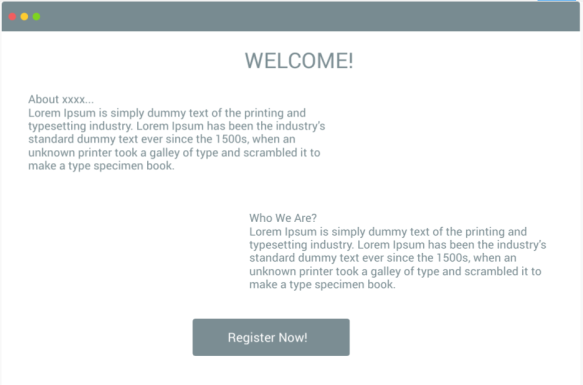 WELCOME!
About xxxx...
Lorem Ipsum is simply dummy text of the printing and
typesetting industry. Lorem Ipsum has been the industry's
standard dummy text ever since the 1500s, when an
unknown printer took a galley of type and scrambled it to
make a type specimen book.
Who We Are?
Lorem Ipsum is simply dummy text of the printing and
typesetting industry. Lorem Ipsum has been the industry's
standard dummy text ever since the 1500s, when an
unknown printer took a galley of type and scrambled it to
make a type specimen book.
Register Now!